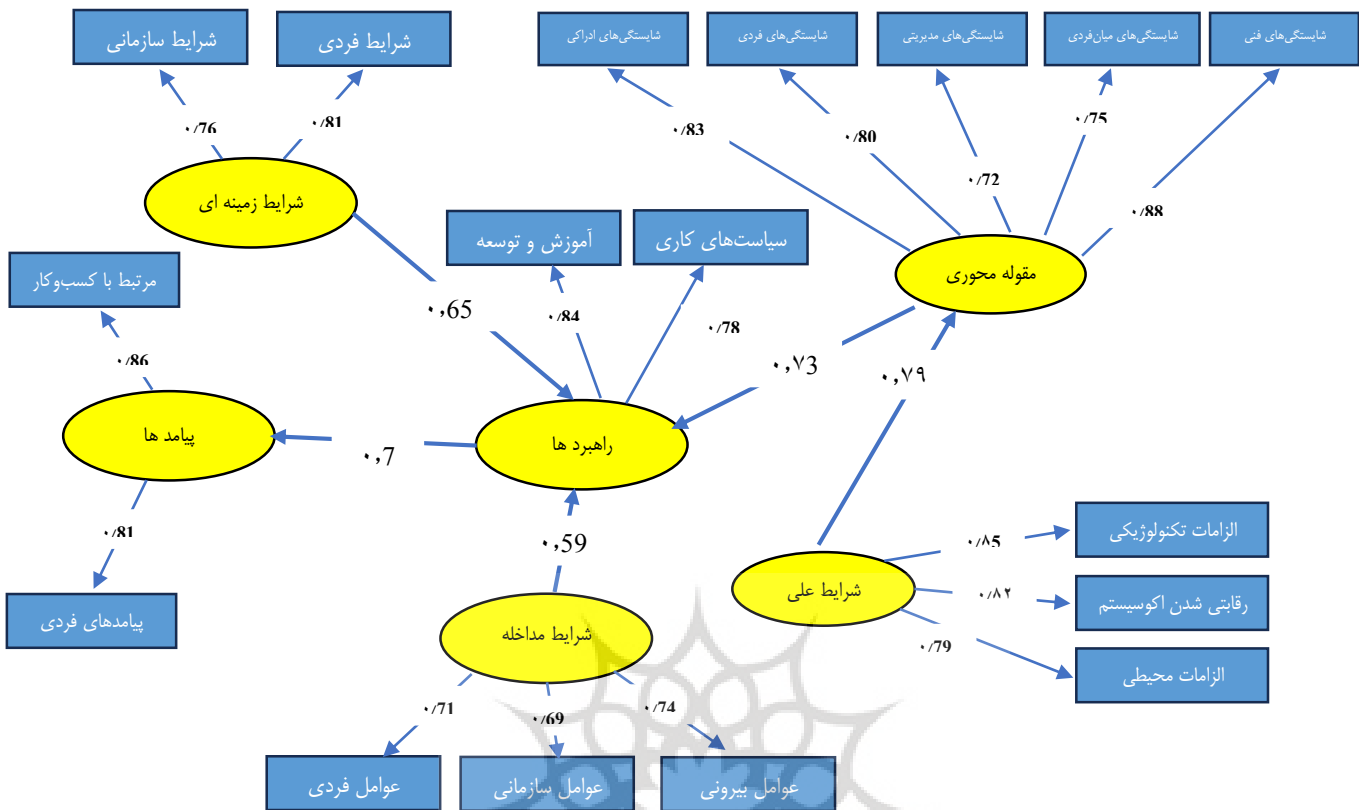 شایستگی‌های فنی
شایستگی‌های میان‌فردی
شایستگی‌های مدیریتی
شایستگی‌های فردی
شایستگی‌های ادراکی
شرایط فردی
شرایط سازمانی
۰/88
۰/75
۰/72
۰/80
۰/83
۰/81
۰/76
شرایط زمینه ای
مقوله محوری
سیاست‌های کاری
آموزش و توسعه
مرتبط با کسب‌وکار
۰/78
۰/84
۰,65
۰/86
۰,۷۹
۰,۷3
راهبرد ها
پیامد ها
۰,7
۰/81
۰,59
الزامات تکنولوژیکی
۰/۸5
شرایط علی
رقابتی شدن اکوسیستم
۰/۸۲
الزامات محیطی
۰/79
پیامدهای فردی
شرایط مداخله
۰/74
۰/69
۰/71
عوامل بیرونی
عوامل سازمانی
عوامل فردی